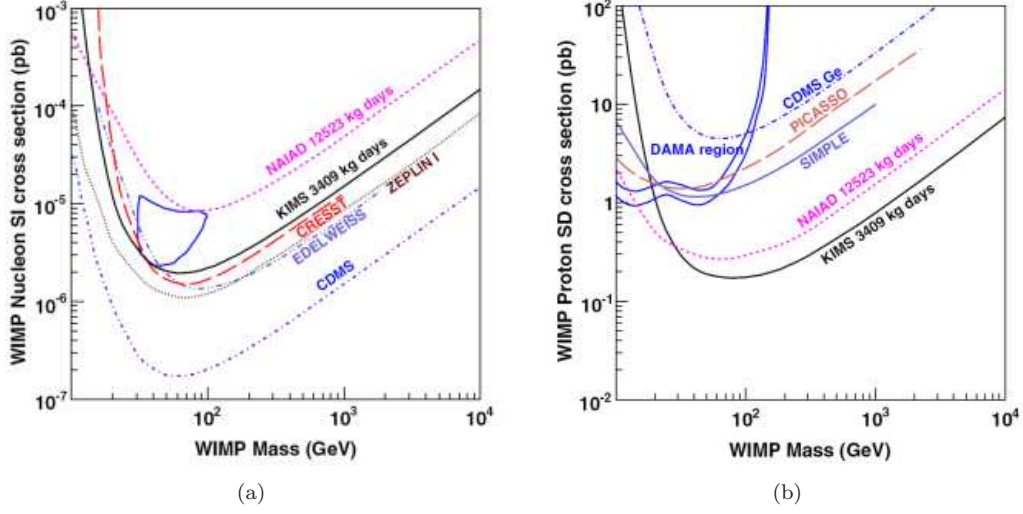 WIMP Nucleon SI cross section (pb)
10-3
10-4
10-5
10-6
10-7
NAIAD 12523 kg days
KIMS 3409 kg days
ZEPLIN I
CRESST
EDELWEISS
CDMS
10²
10³
10⁴
WIMP Mass (GeV)
(a)
WIMP Proton SD cross section (pb)
10²
10
1
10-1
10-2
CDMS Ge
PICASSO
DAMA region
SIMPLE
NAIAD 12523 kg days
KIMS 3409 kg days
10²
10³
10⁴
WIMP Mass (GeV)
(b)